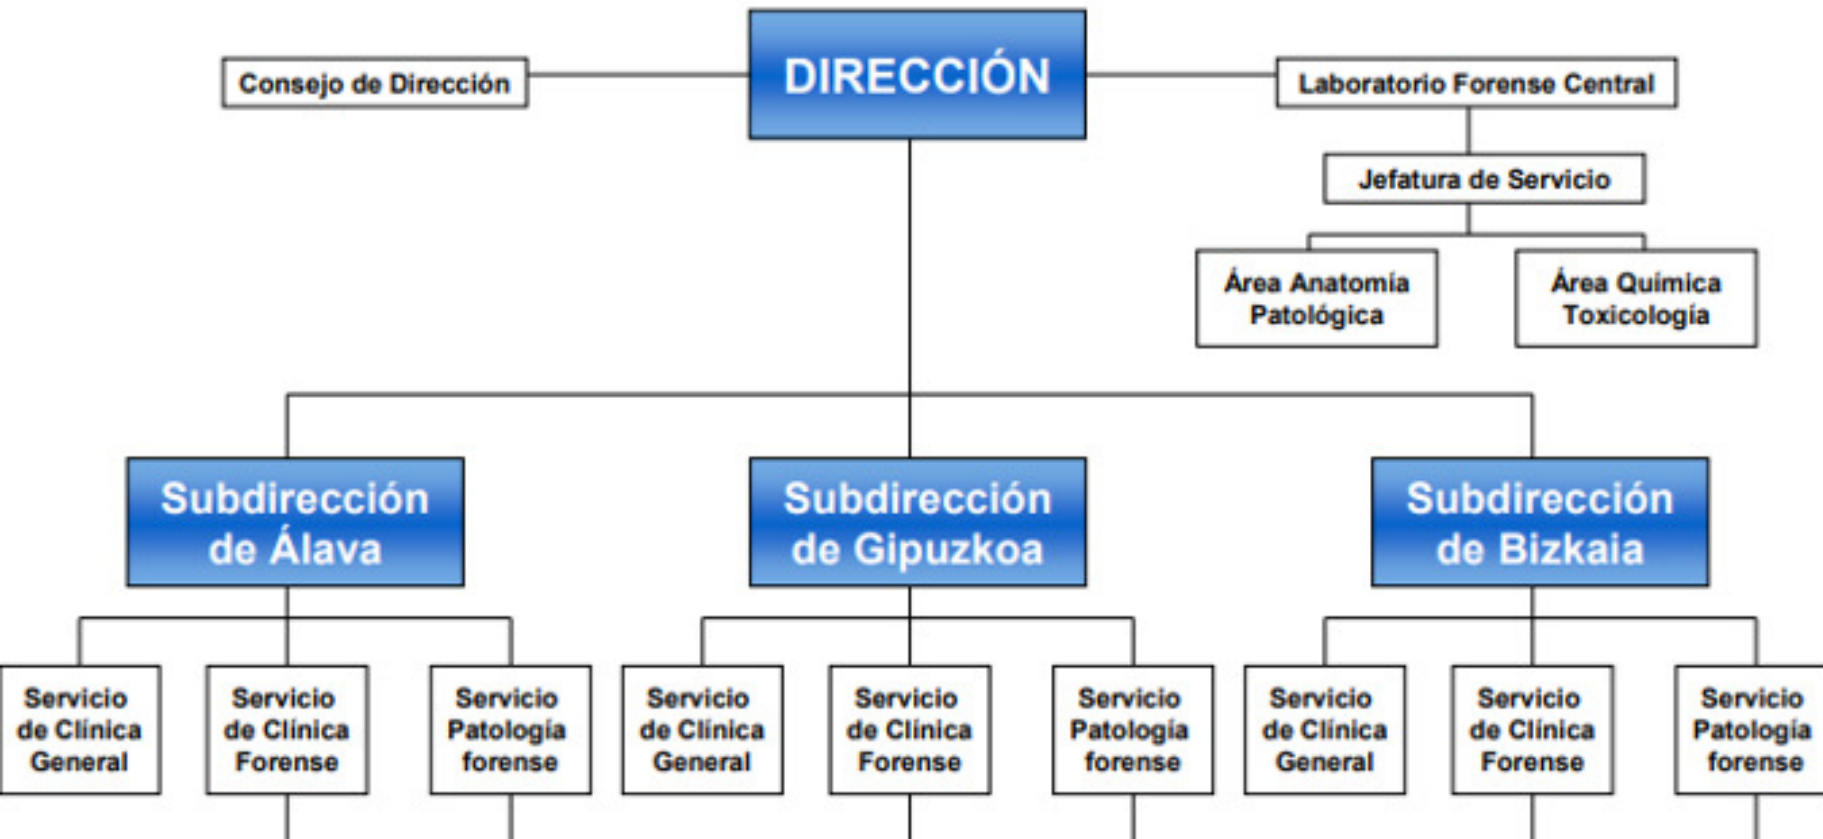 DIRECCIÓN
Consejo de Dirección
Laboratorio Forense Central
Jefatura de Servicio
Área Anatomía
Patológica
Área Química
Toxicología
Subdirección
de Álava
Subdirección
de Gipuzkoa
Subdirección
de Bizkaia
Servicio
de Clínica
General
Servicio
de Clínica
Forense
Servicio
Patología
forense
Servicio
de Clínica
General
Servicio
de Clínica
Forense
Servicio
Patología
forense
Servicio
de Clínica
General
Servicio
de Clínica
Forense
Servicio
Patología
forense